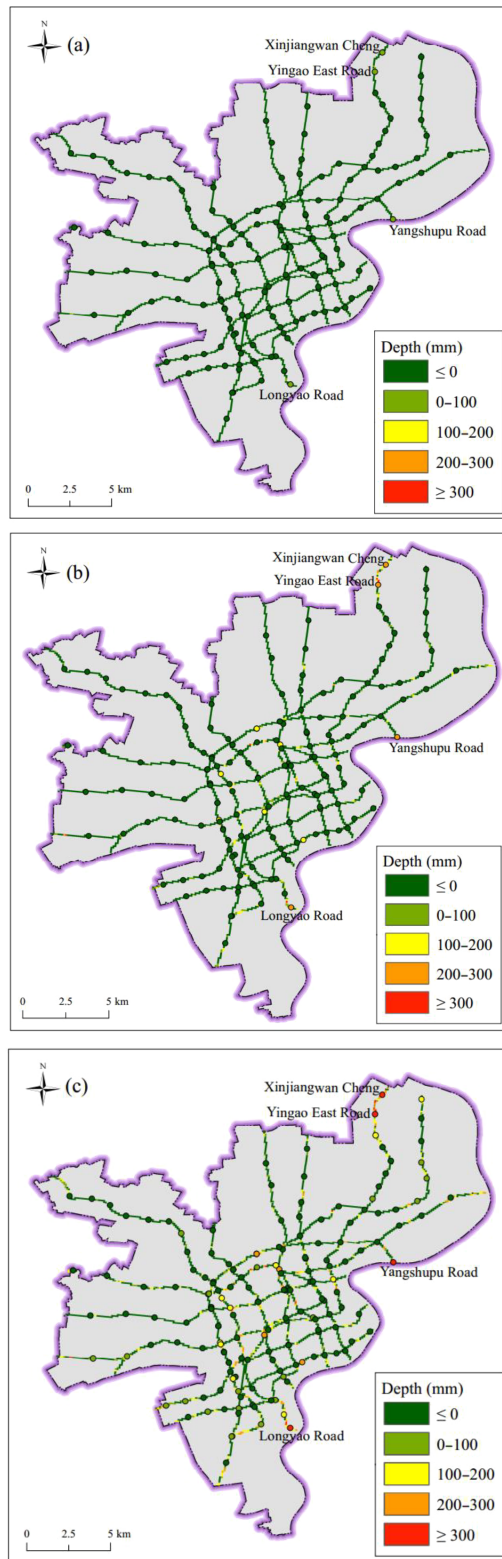 N
(a)
Xinjiangwan Cheng
Yingao East Road
Yangshupu Road
Longyao Road
Depth (mm)
≤ 0
0–100
100–200
200–300
≥ 300
0 2.5 5 km
N
(b)
Xinjiangwan Cheng
Yingao East Road
Yangshupu Road
Longyao Road
Depth (mm)
≤ 0
0–100
100–200
200–300
≥ 300
0 2.5 5 km
N
(c)
Xinjiangwan Cheng
Yingao East Road
Yangshupu Road
Longyao Road
Depth (mm)
≤ 0
0–100
100–200
200–300
≥ 300
0 2.5 5 km